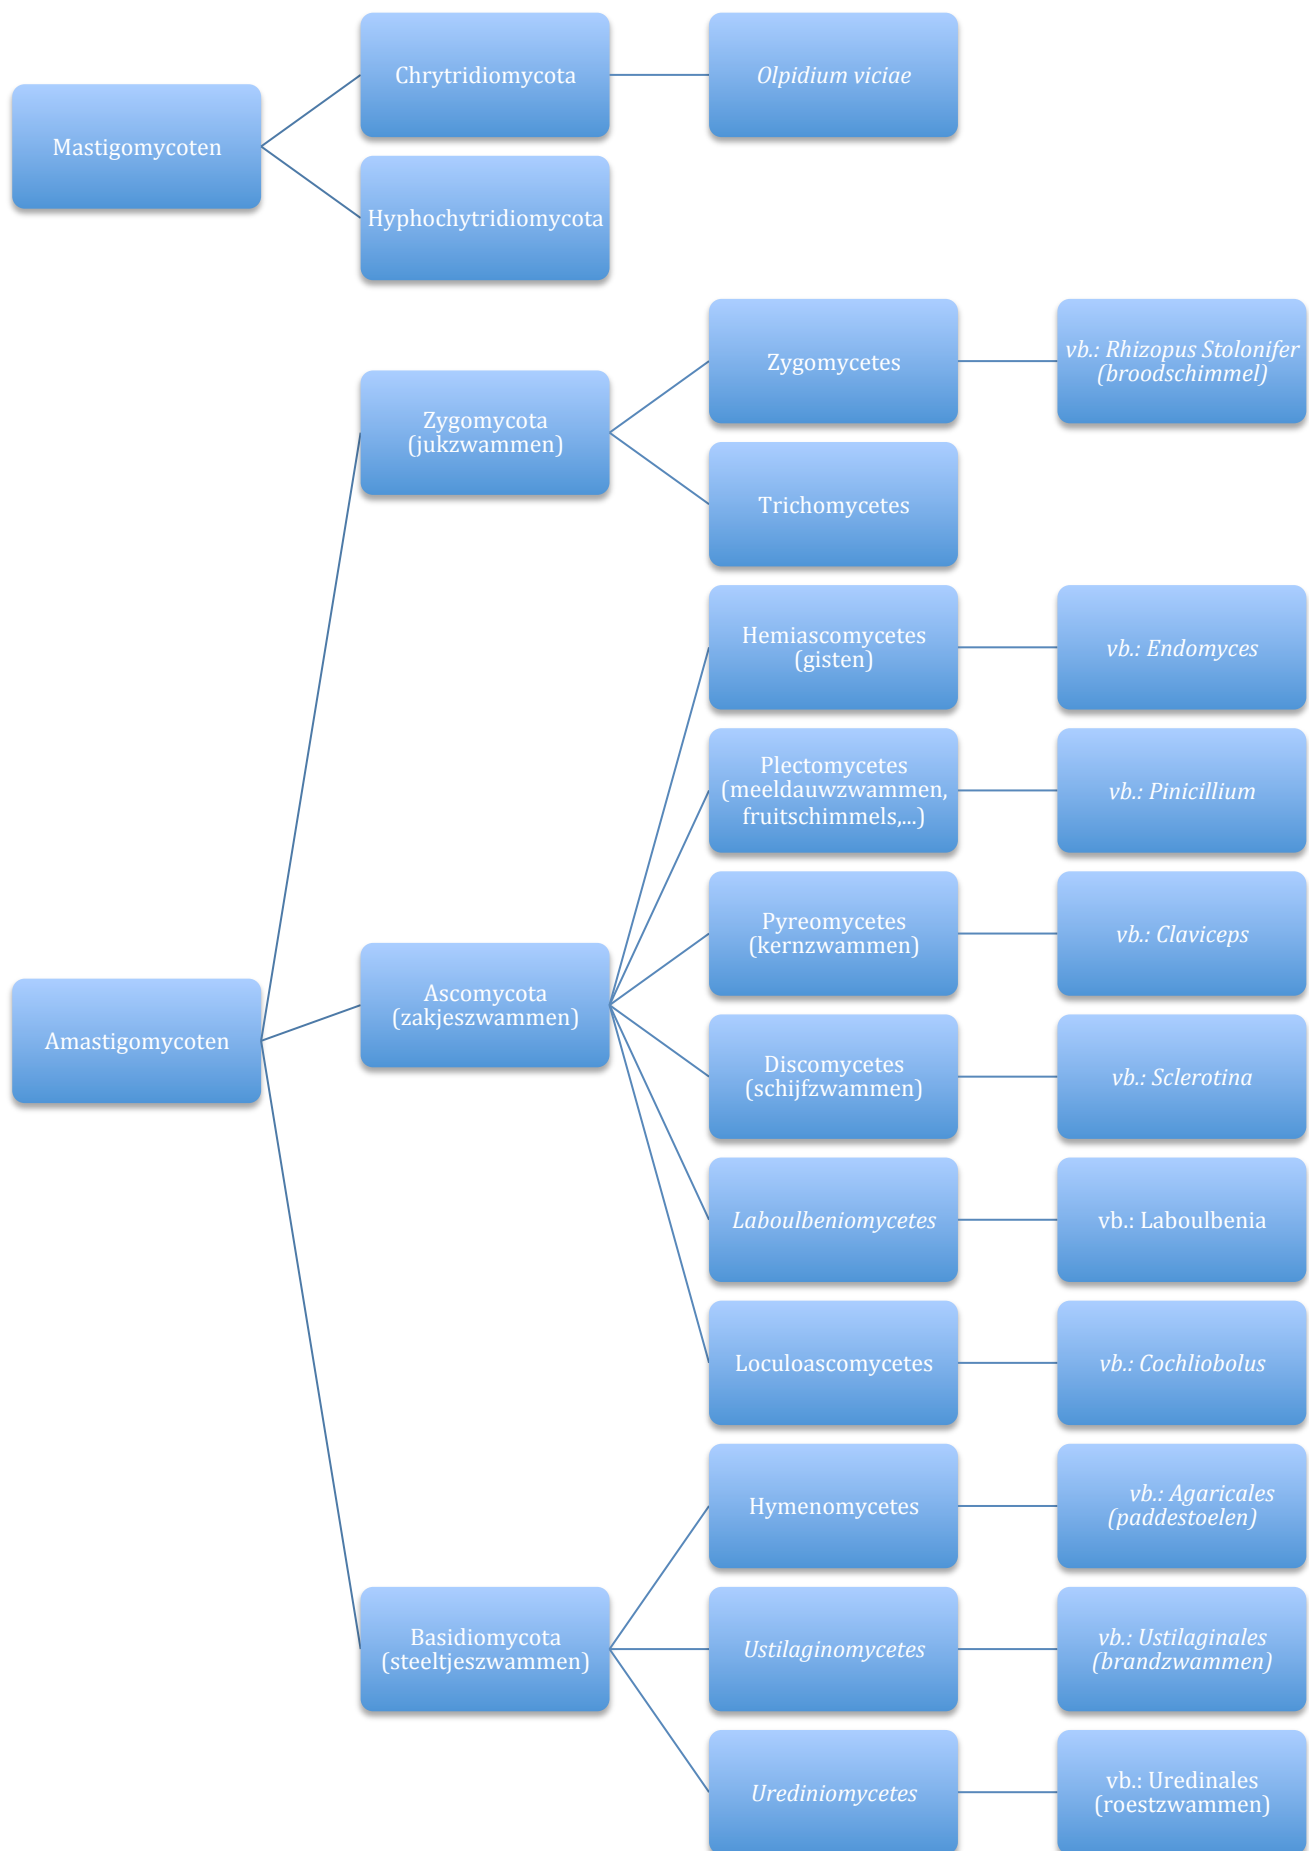 Mastigomycoten
Chrytridiomycota
Olpidium viciae
Hyphochytridiomycota
Amastigomycoten
Zygomycota
(jukzwammen)
Zygomycetes
vb.: Rhizopus Stolonifer
(broodschimmel)
Trichomycetes
Ascomycota
(zakjeszwammen)
Hemiascomycetes
(gisten)
vb.: Endomyces
Plectomycetes
(meeldauwzwammen,
fruitschimmels,...)
vb.: Pinicillium
Pyreomycetes
(kernzwammen)
vb.: Claviceps
Discomycetes
(schijfzwammen)
vb.: Sclerotina
Laboulbeniomycetes
vb.: Laboulbenia
Loculoascomycetes
vb.: Cochliobolus
Basidiomycota
(steeltjeszwammen)
Hymenomycetes
vb.: Agaricales
(paddestoelen)
Ustilaginomycetes
vb.: Ustilaginales
(brandzwammen)
Urediniomycetes
vb.: Uredinales
(roestzwammen)